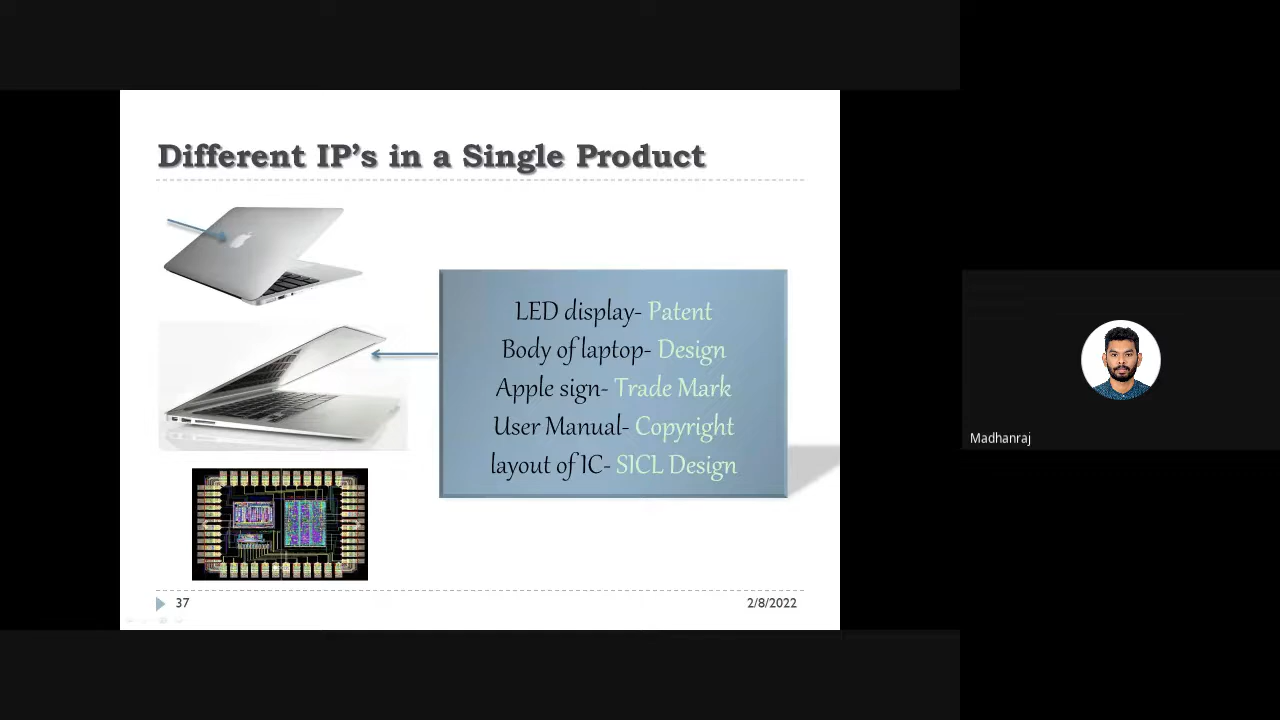 Different IP’s in a Single Product
LED display- Patent
Body of laptop- Design
Apple sign- Trade Mark
User Manual- Copyright
layout of IC- SICL Design
37
2/8/2022
Madhanraj